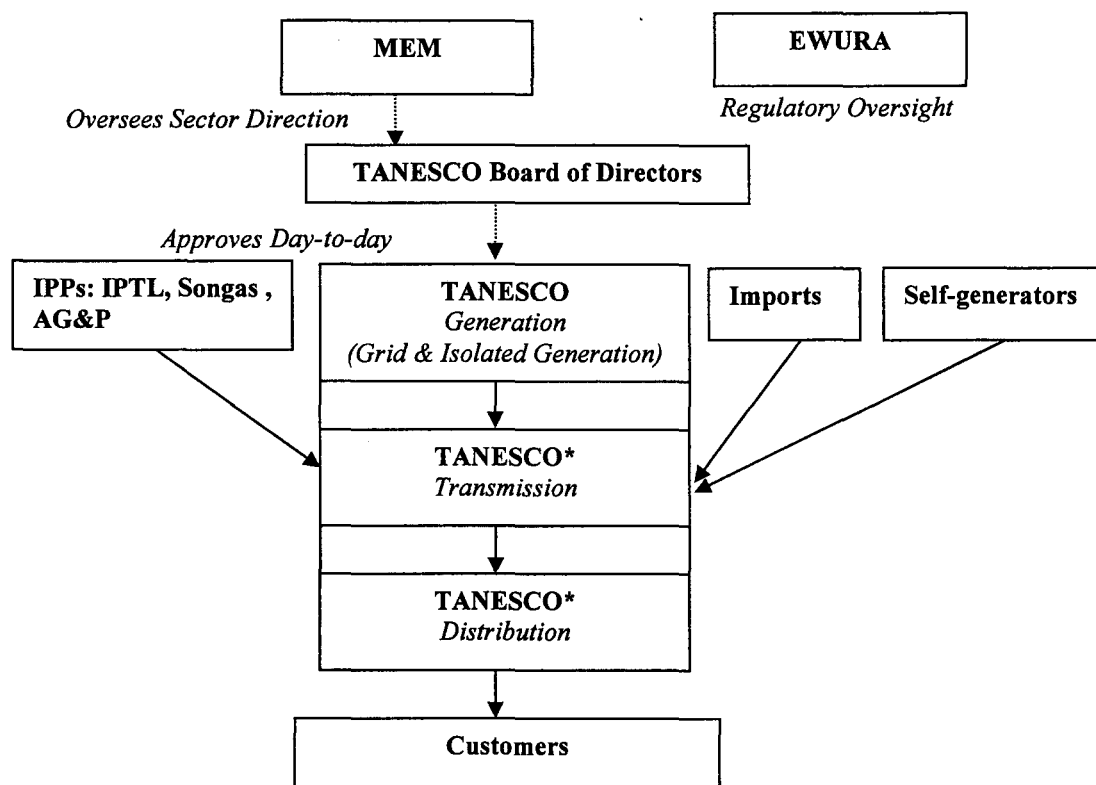 MEM
EWURA
Oversees Sector Direction
Regulatory Oversight
TANESCO Board of Directors
Approves Day-to-day
IPPs: IPTL, Songas ,
AG&P
TANESCO
Generation
(Grid & Isolated Generation)
Imports
Self-generators
TANESCO*
Transmission
TANESCO*
Distribution
Customers